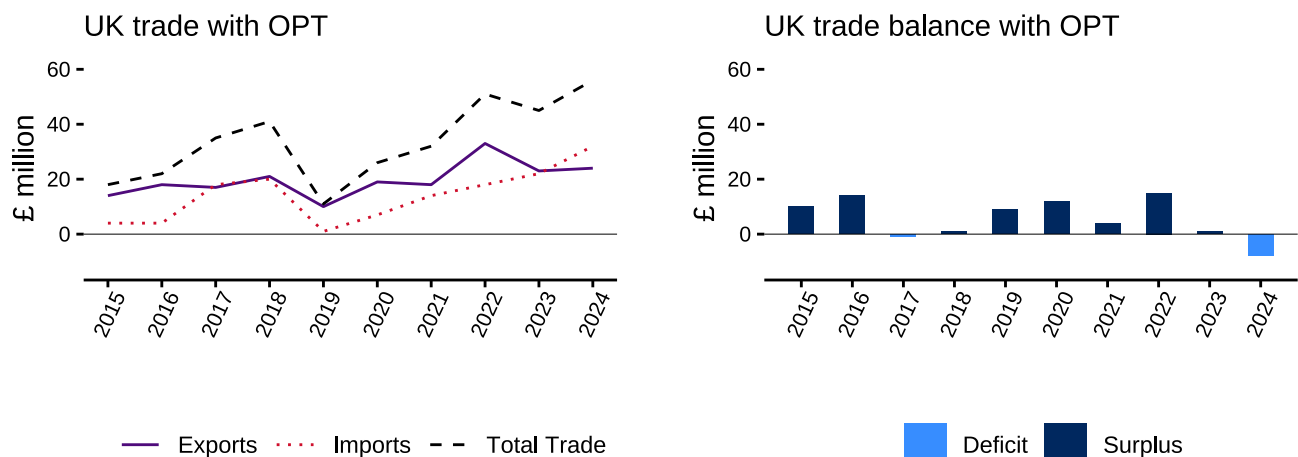 UK trade with OPT
60
40
20
0
£ million
2015 2016 2017 2018 2019 2020 2021 2022 2023 2024
Exports Imports Total Trade
UK trade balance with OPT
60
40
20
0
£ million
2015 2016 2017 2018 2019 2020 2021 2022 2023 2024
Deficit Surplus